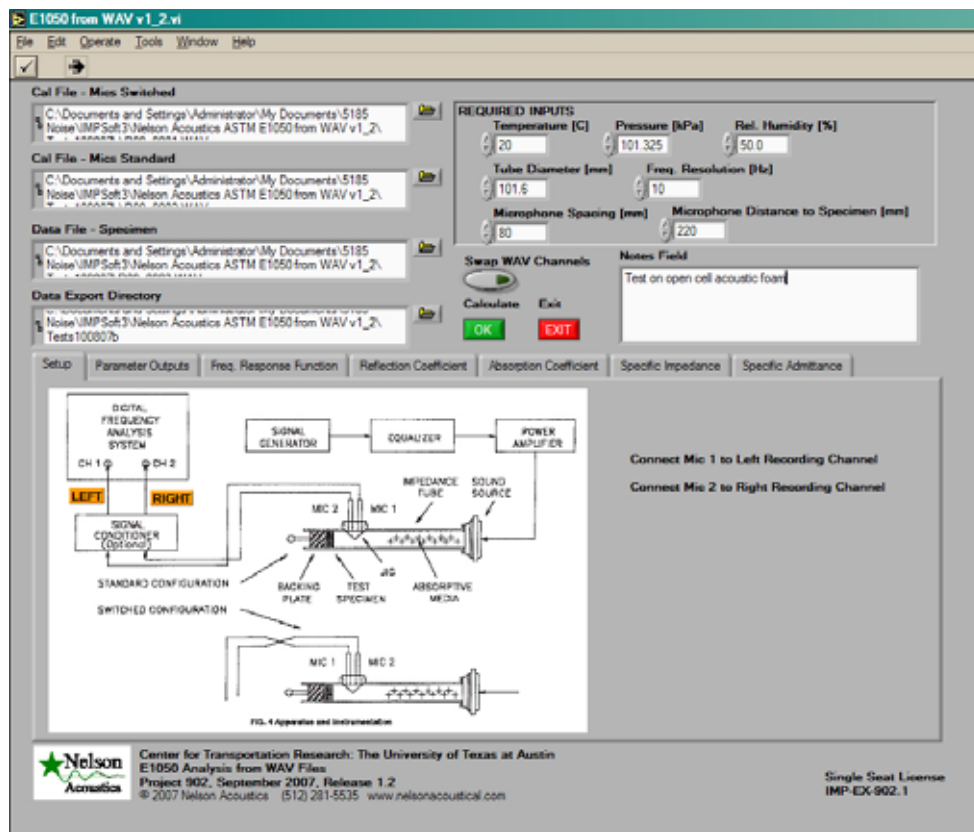 E1050 from WAV v1_2.vi
File Edit Operate Tools Window Help
Cal File - Mics Switched
C:\Documents and Settings\Administrator\My Documents\5185
Noise\IMPSoft3\Nelson Acoustics ASTM E1050 from WAV v1_2\
Cal File - Mics Standard
C:\Documents and Settings\Administrator\My Documents\5185
Noise\IMPSoft3\Nelson Acoustics ASTM E1050 from WAV v1_2\
Data File - Specimen
C:\Documents and Settings\Administrator\My Documents\5185
Noise\IMPSoft3\Nelson Acoustics ASTM E1050 from WAV v1_2\
Data Export Directory
Noise\IMPSoft3\Nelson Acoustics ASTM E1050 from WAV v1_2\
Tests100807b
REQUIRED INPUTS
Temperature [C] Pressure [kPa] Rel. Humidity [%]
20 101.325 50.0
Tube Diameter [mm] Freq. Resolution [Hz]
101.6 10
Microphone Spacing [mm] Microphone Distance to Specimen [mm]
80 220
Swap WAV Channels
Calculate Exit
OK EXIT
Notes Field
Test on open cell acoustic foam
Setup Parameter Outputs Freq. Response Function Reflection Coefficient Absorption Coefficient Specific Impedance Specific Admittance
DIGITAL
FREQUENCY
ANALYSIS
SYSTEM
CH 1 CH 2
LEFT RIGHT
SIGNAL
CONDITIONER
(Optional)
SIGNAL
GENERATOR
EQUALIZER
POWER
AMPLIFIER
IMPEDANCE
TUBE
SOUND
SOURCE
MIC 2 MIC 1
JIG
STANDARD CONFIGURATION
BACKING
PLATE
TEST
SPECIMEN
ABSORPTIVE
MEDIA
SWITCHED CONFIGURATION
MIC 1 MIC 2
FIG. 4 Apparatus and Instrumentation
Connect Mic 1 to Left Recording Channel
Connect Mic 2 to Right Recording Channel
Nelson
Acoustics
Center for Transportation Research: The University of Texas at Austin
E1050 Analysis from WAV Files
Project 902, September 2007, Release 1.2
© 2007 Nelson Acoustics (512) 281-5535 www.nelsonacoustical.com
Single Seat License
IMP-EX-902.1